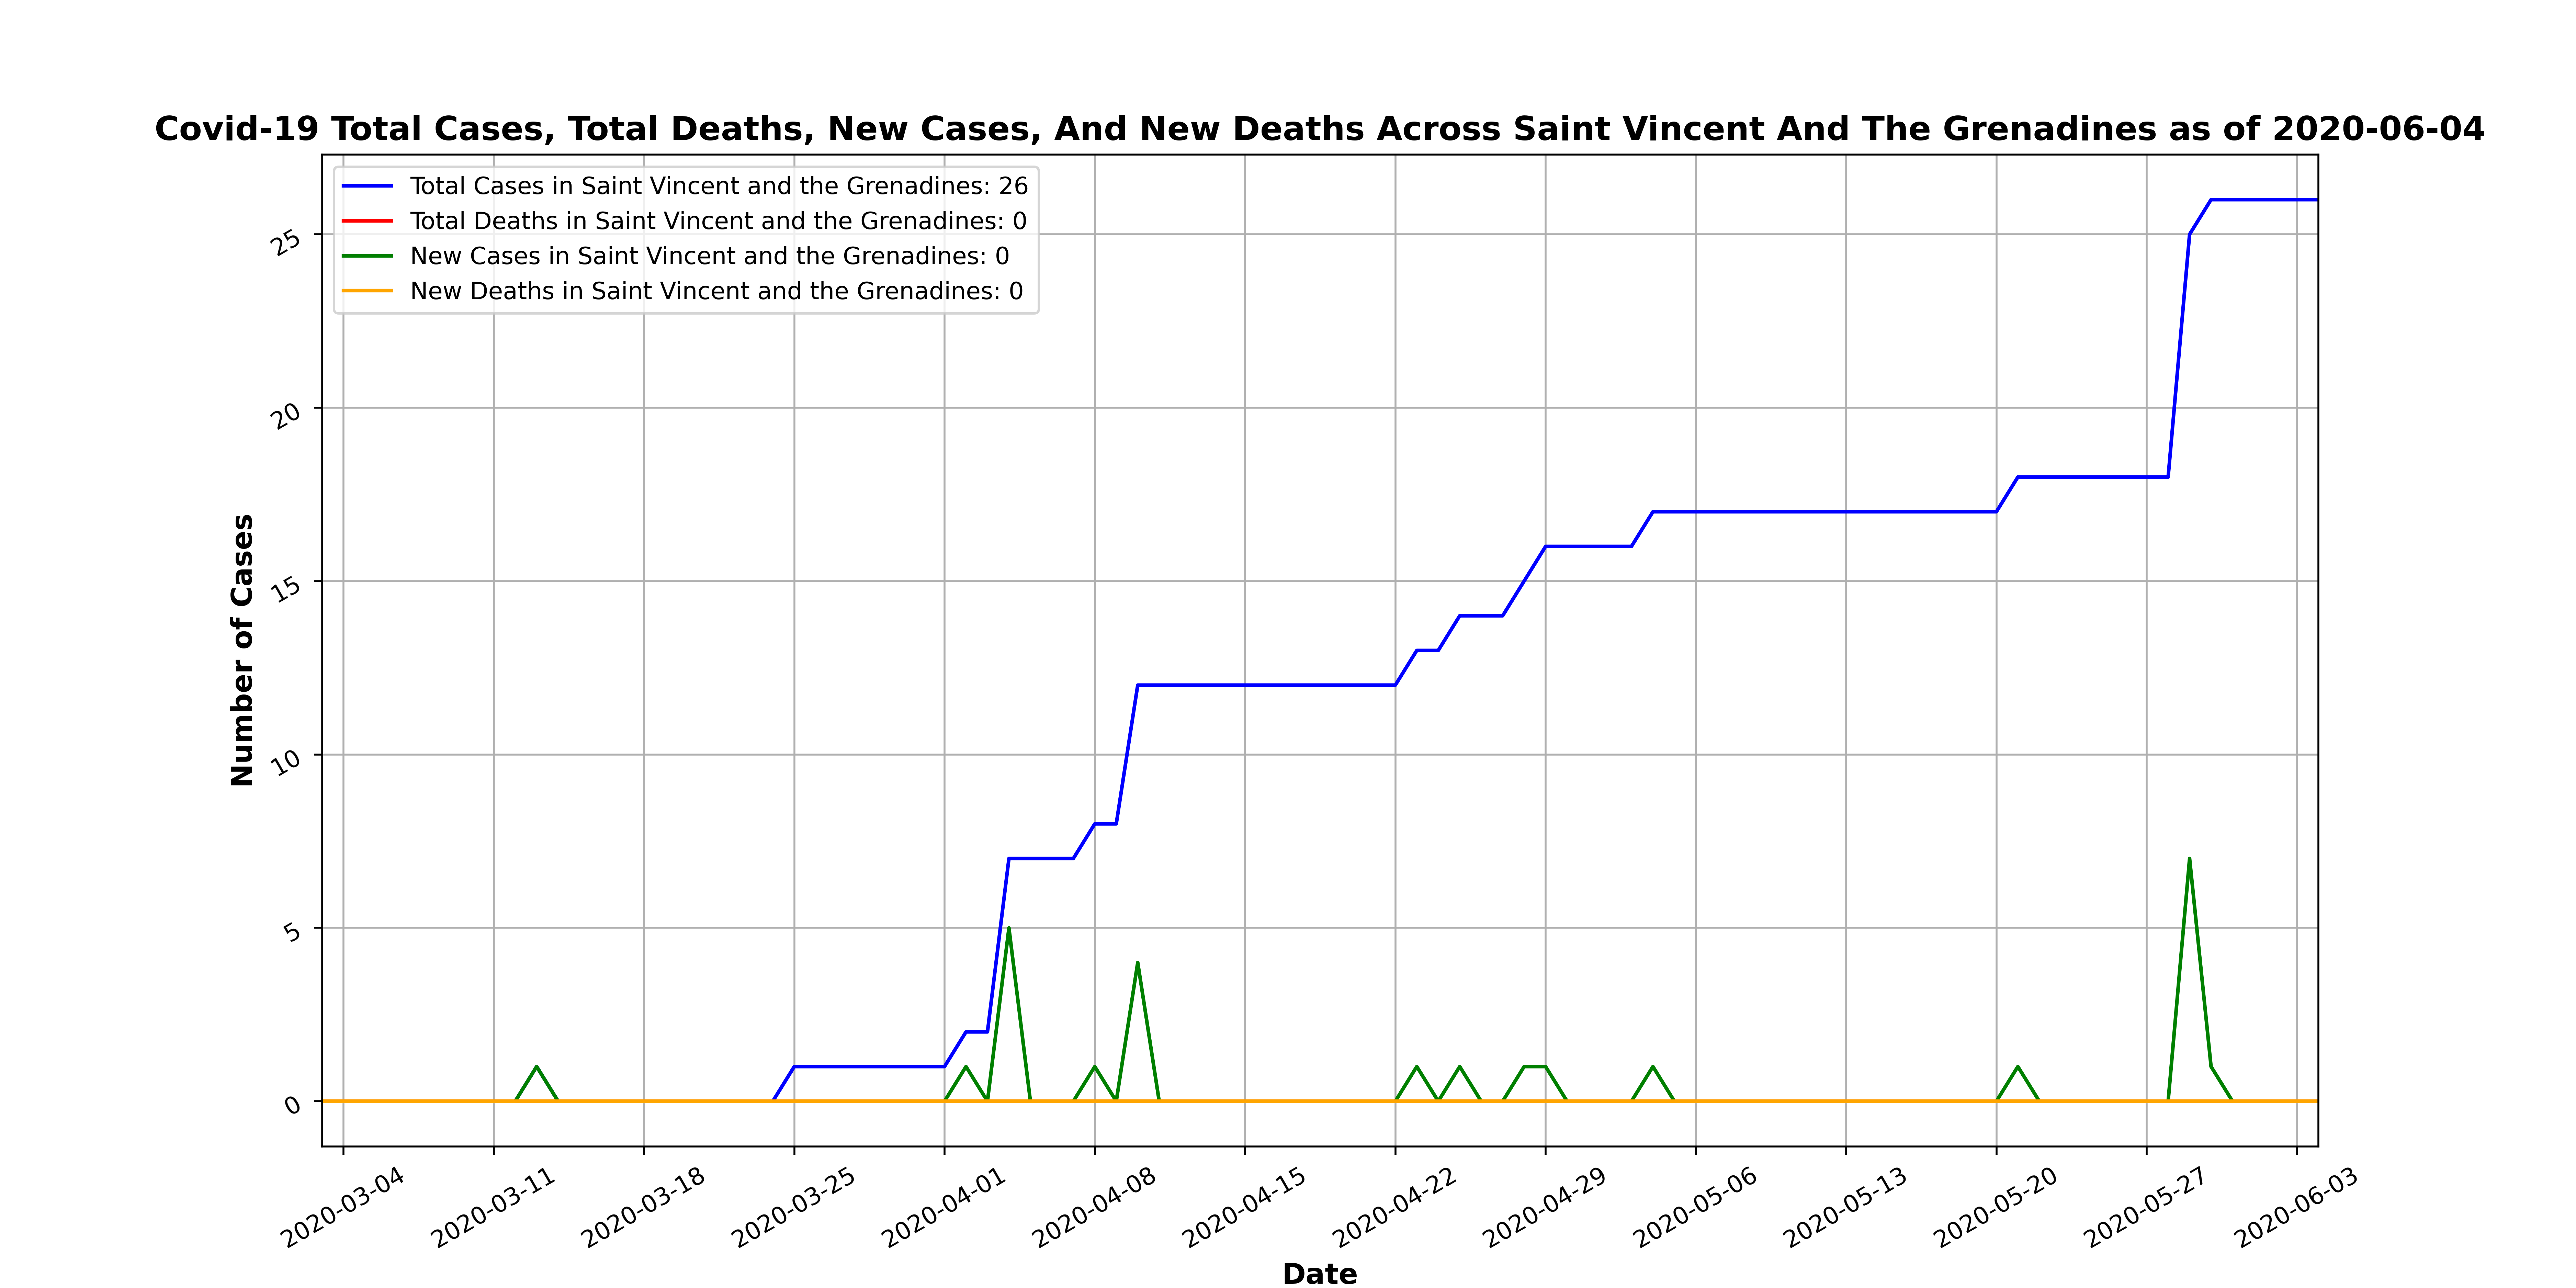 Covid-19 Total Cases, Total Deaths, New Cases, And New Deaths Across Saint Vincent And The Grenadines as of 2020-06-04
Total Cases in Saint Vincent and the Grenadines: 26
Total Deaths in Saint Vincent and the Grenadines: 0
New Cases in Saint Vincent and the Grenadines: 0
New Deaths in Saint Vincent and the Grenadines: 0
Number of Cases
25
20
15
10
5
0
2020-03-04
2020-03-11
2020-03-18
2020-03-25
2020-04-01
2020-04-08
2020-04-15
2020-04-22
2020-04-29
2020-05-06
2020-05-13
2020-05-20
2020-05-27
2020-06-03
Date